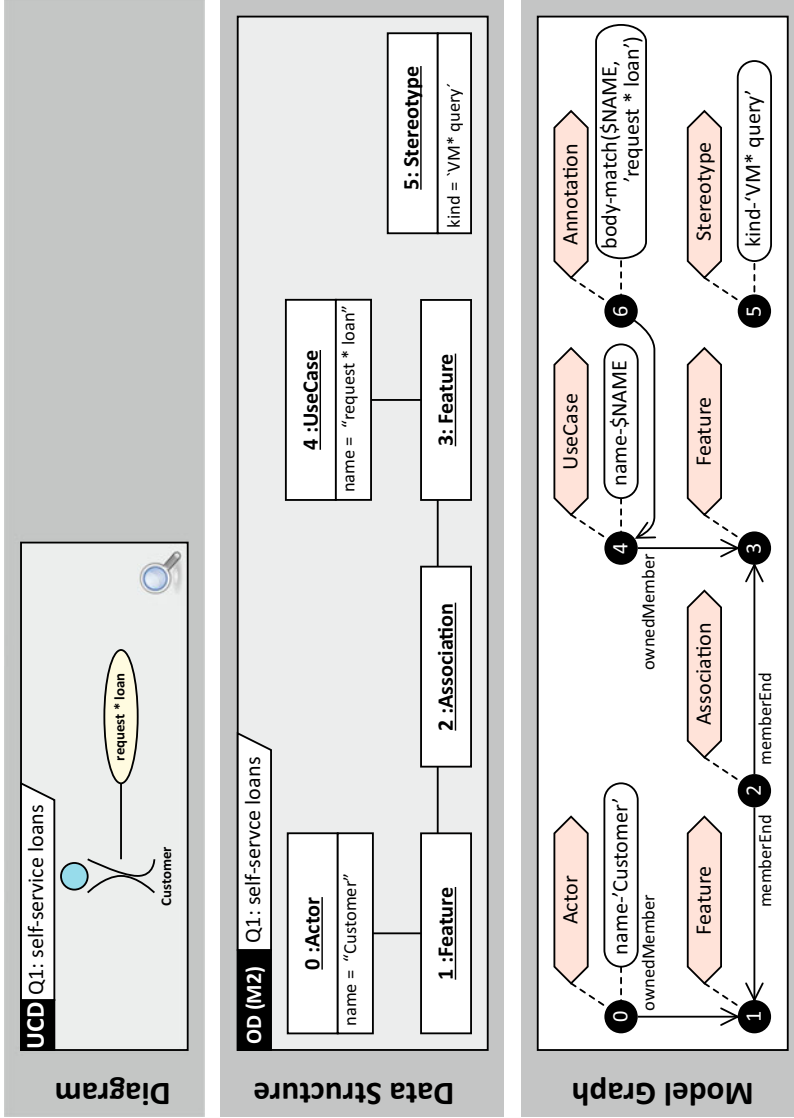 Diagram
UCD Q1: self-service loans
Customer
request * loan
Data Structure
OD (M2) Q1: self-servce loans
0 :Actor
name = “Customer”
1 :Feature
2 :Association
4 :UseCase
name = “request * loan”
3: Feature
5: Stereotype
kind = `VM* query´
Model Graph
Actor
0
name-‘Customer’
ownedMember
Feature
1
memberEnd
Association
2
memberEnd
UseCase
4
name-$NAME
ownedMember
Feature
3
Annotation
6
body-match($NAME,
‘request * loan’)
Stereotype
5
kind-‘VM* query’